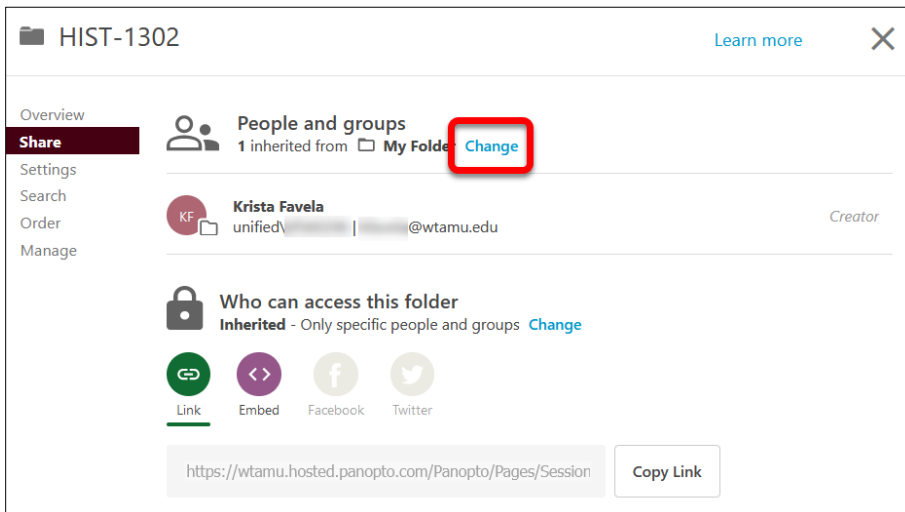 HIST-1302
Learn more
Overview
Share
Settings
Search
Order
Manage
People and groups
1 inherited from My Folder Change
KF
Krista Favela
unified\ | @wtamu.edu
Creator
Who can access this folder
Inherited - Only specific people and groups Change
Link
Embed
Facebook
Twitter
https://wtamu.hosted.panopto.com/Panopto/Pages/Session
Copy Link